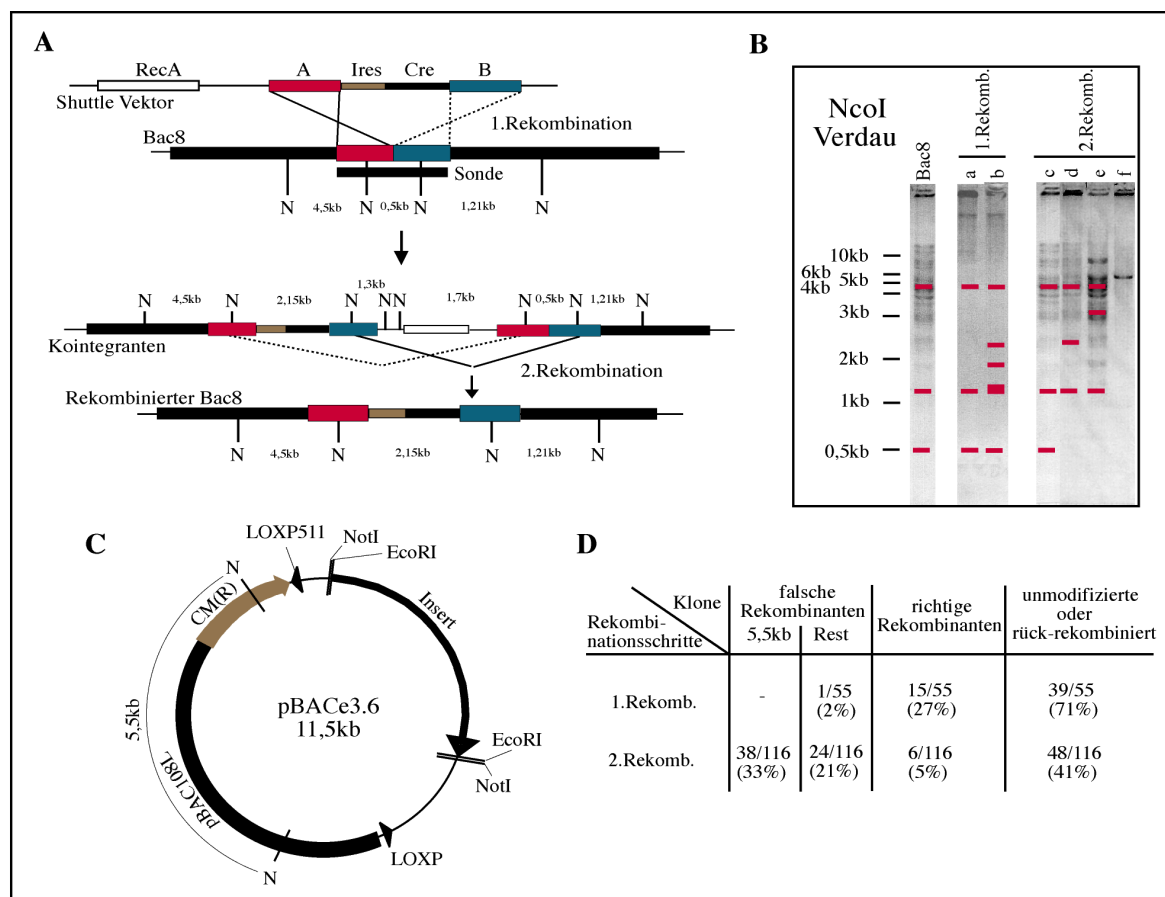 A
RecA
A
Ires
Cre
B
Shuttle Vektor
1.Rekombination
Bac8
Sonde
N
4,5kb
N
0,5kb
N
1,21kb
N
1,3kb
N
4,5kb
N
2,15kb
N
N
N
1,7kb
N
0,5kb
N
1,21kb
N
Kointegranten
2.Rekombination
Rekombinierter Bac8
N
4,5kb
N
2,15kb
N
1,21kb
N
B
NcoI
Verdau
Bac8
1.Rekomb.
a
b
2.Rekomb.
c
d
e
f
10kb
6kb
5kb
4kb
3kb
2kb
1kb
0,5kb
C
LOXP511
NotI
EcoRI
N
CM(R)
Insert
5,5kb
pBACe3.6
11,5kb
pBAC108L
EcoRI
NotI
LOXP
N
D
Klone
Rekombi-
nationsschritte
falsche
Rekombinanten
5,5kb
Rest
richtige
Rekombinanten
unmodifizierte
oder
rück-rekombiniert
1.Rekomb.
-
1/55
(2%)
15/55
(27%)
39/55
(71%)
2.Rekomb.
38/116
(33%)
24/116
(21%)
6/116
(5%)
48/116
(41%)